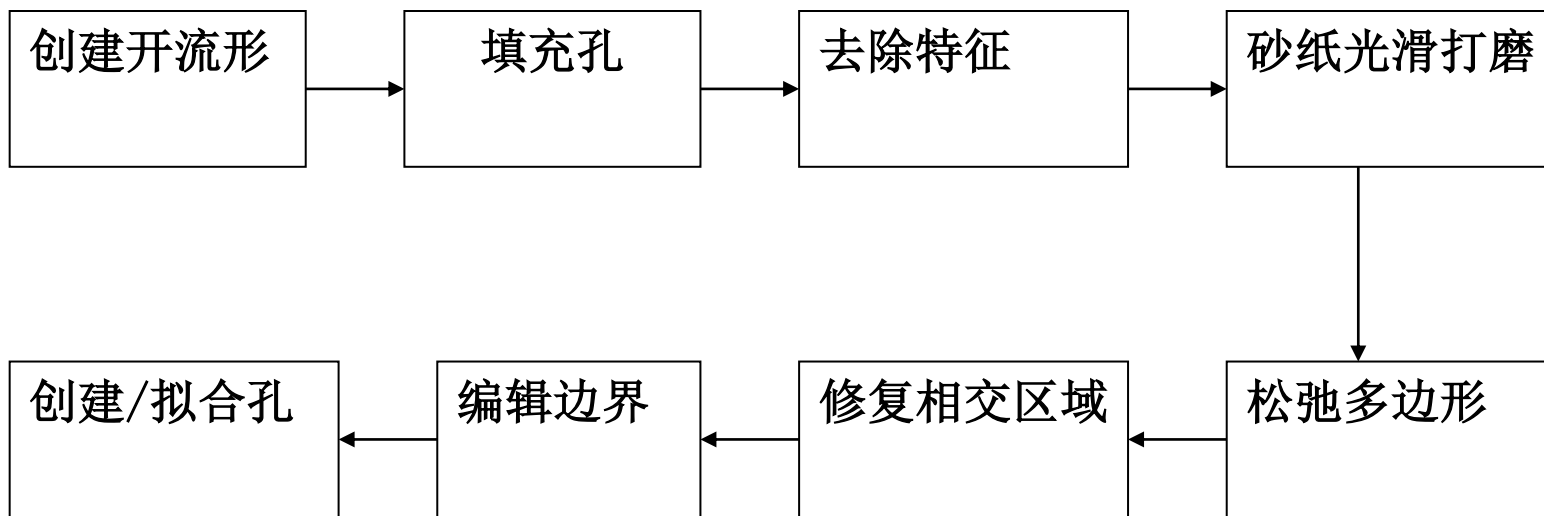 创建开流形
填充孔
去除特征
砂纸光滑打磨
松弛多边形
修复相交区域
编辑边界
创建/拟合孔